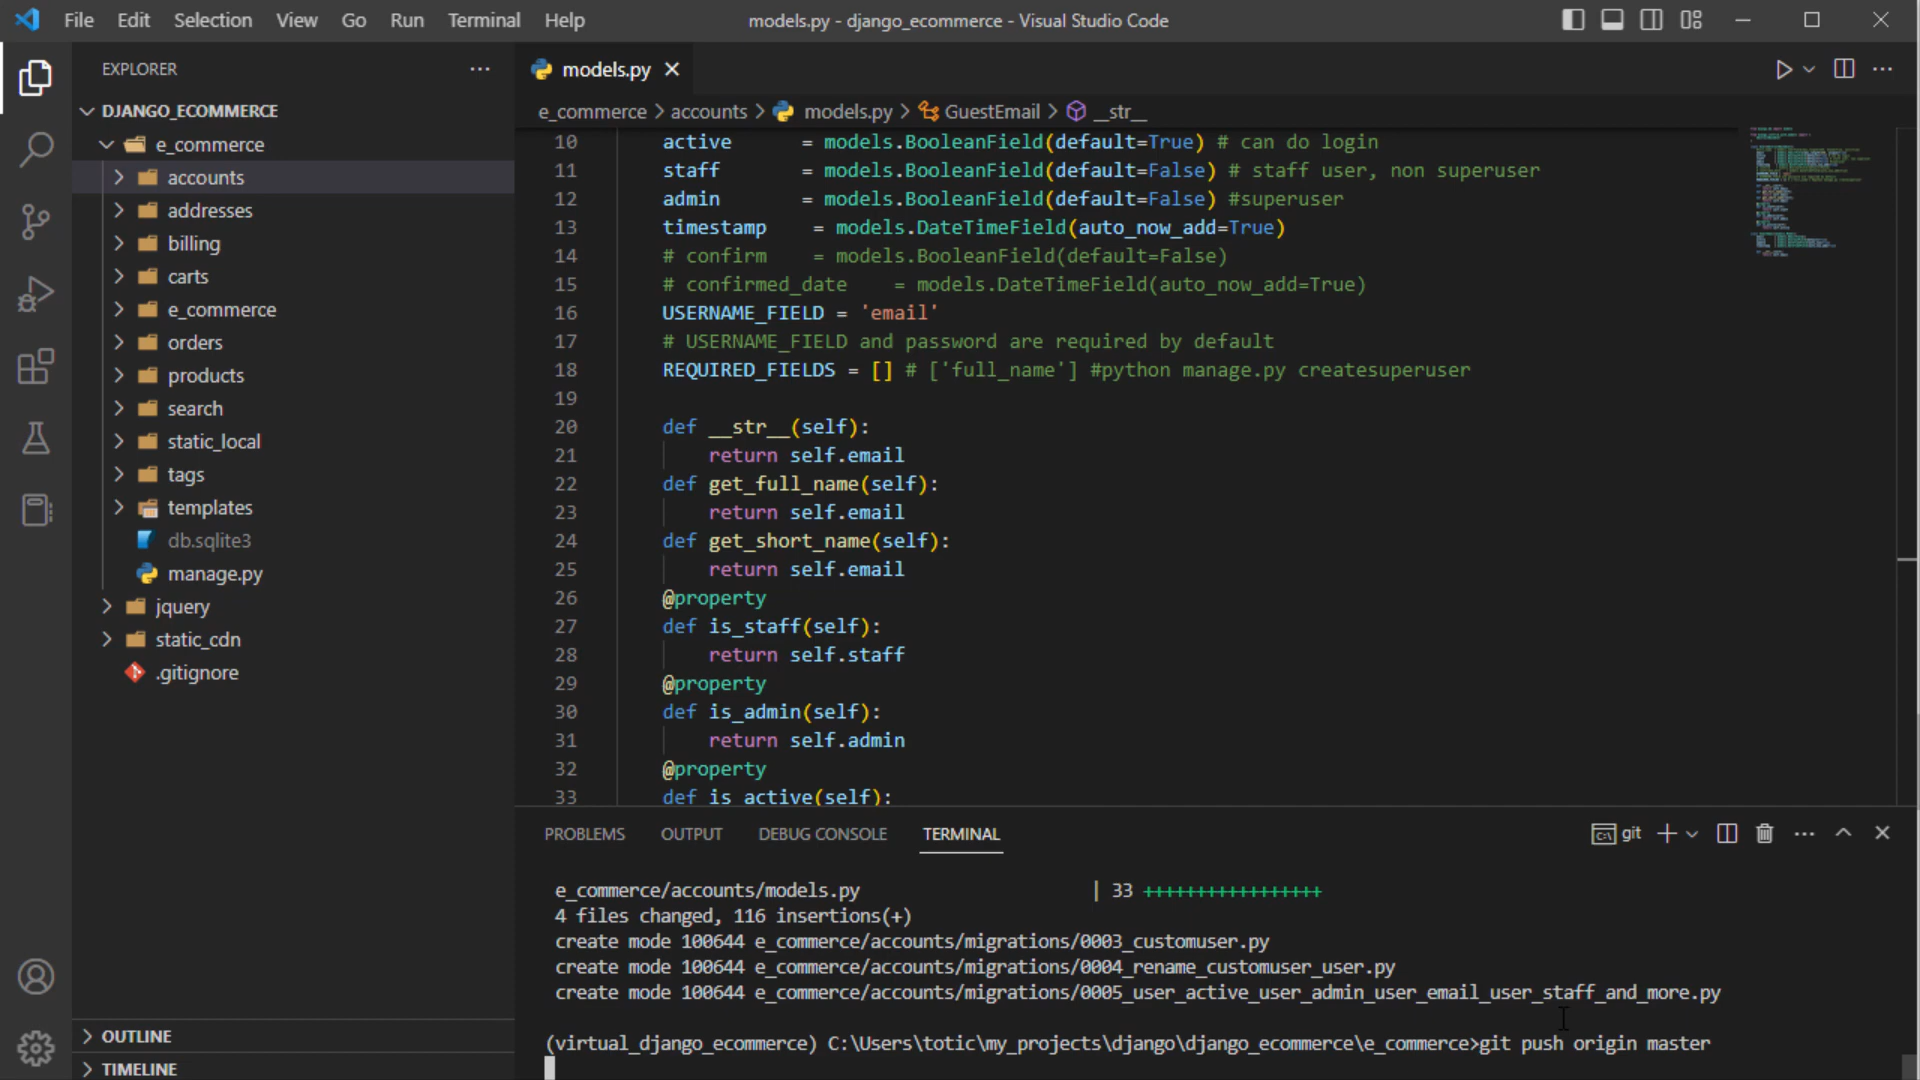 File Edit Selection View Go Run Terminal Help
models.py - django_ecommerce - Visual Studio Code
EXPLORER
DJANGO_ECOMMERCE
e_commerce
accounts
addresses
billing
carts
e_commerce
orders
products
search
static_local
tags
templates
db.sqlite3
manage.py
jquery
static_cdn
.gitignore
OUTLINE
TIMELINE
models.py
e_commerce > accounts > models.py > GuestEmail > __str__
10 active = models.BooleanField(default=True) # can do login
11 staff = models.BooleanField(default=False) # staff user, non superuser
12 admin = models.BooleanField(default=False) #superuser
13 timestamp = models.DateTimeField(auto_now_add=True)
14 # confirm = models.BooleanField(default=False)
15 # confirmed_date = models.DateTimeField(auto_now_add=True)
16 USERNAME_FIELD = 'email'
17 # USERNAME_FIELD and password are required by default
18 REQUIRED_FIELDS = [] # ['full_name'] #python manage.py createsuperuser
19
20 def __str__(self):
21 return self.email
22 def get_full_name(self):
23 return self.email
24 def get_short_name(self):
25 return self.email
26 @property
27 def is_staff(self):
28 return self.staff
29 @property
30 def is_admin(self):
31 return self.admin
32 @property
33 def is_active(self):
PROBLEMS OUTPUT DEBUG CONSOLE TERMINAL
git
e_commerce/accounts/models.py | 33 +++++++++++++++++
4 files changed, 116 insertions(+)
create mode 100644 e_commerce/accounts/migrations/0003_customuser.py
create mode 100644 e_commerce/accounts/migrations/0004_rename_customuser_user.py
create mode 100644 e_commerce/accounts/migrations/0005_user_active_user_admin_user_email_user_staff_and_more.py
(virtual_django_ecommerce) C:\Users\totic\my_projects\django\django_ecommerce\e_commerce>git push origin master